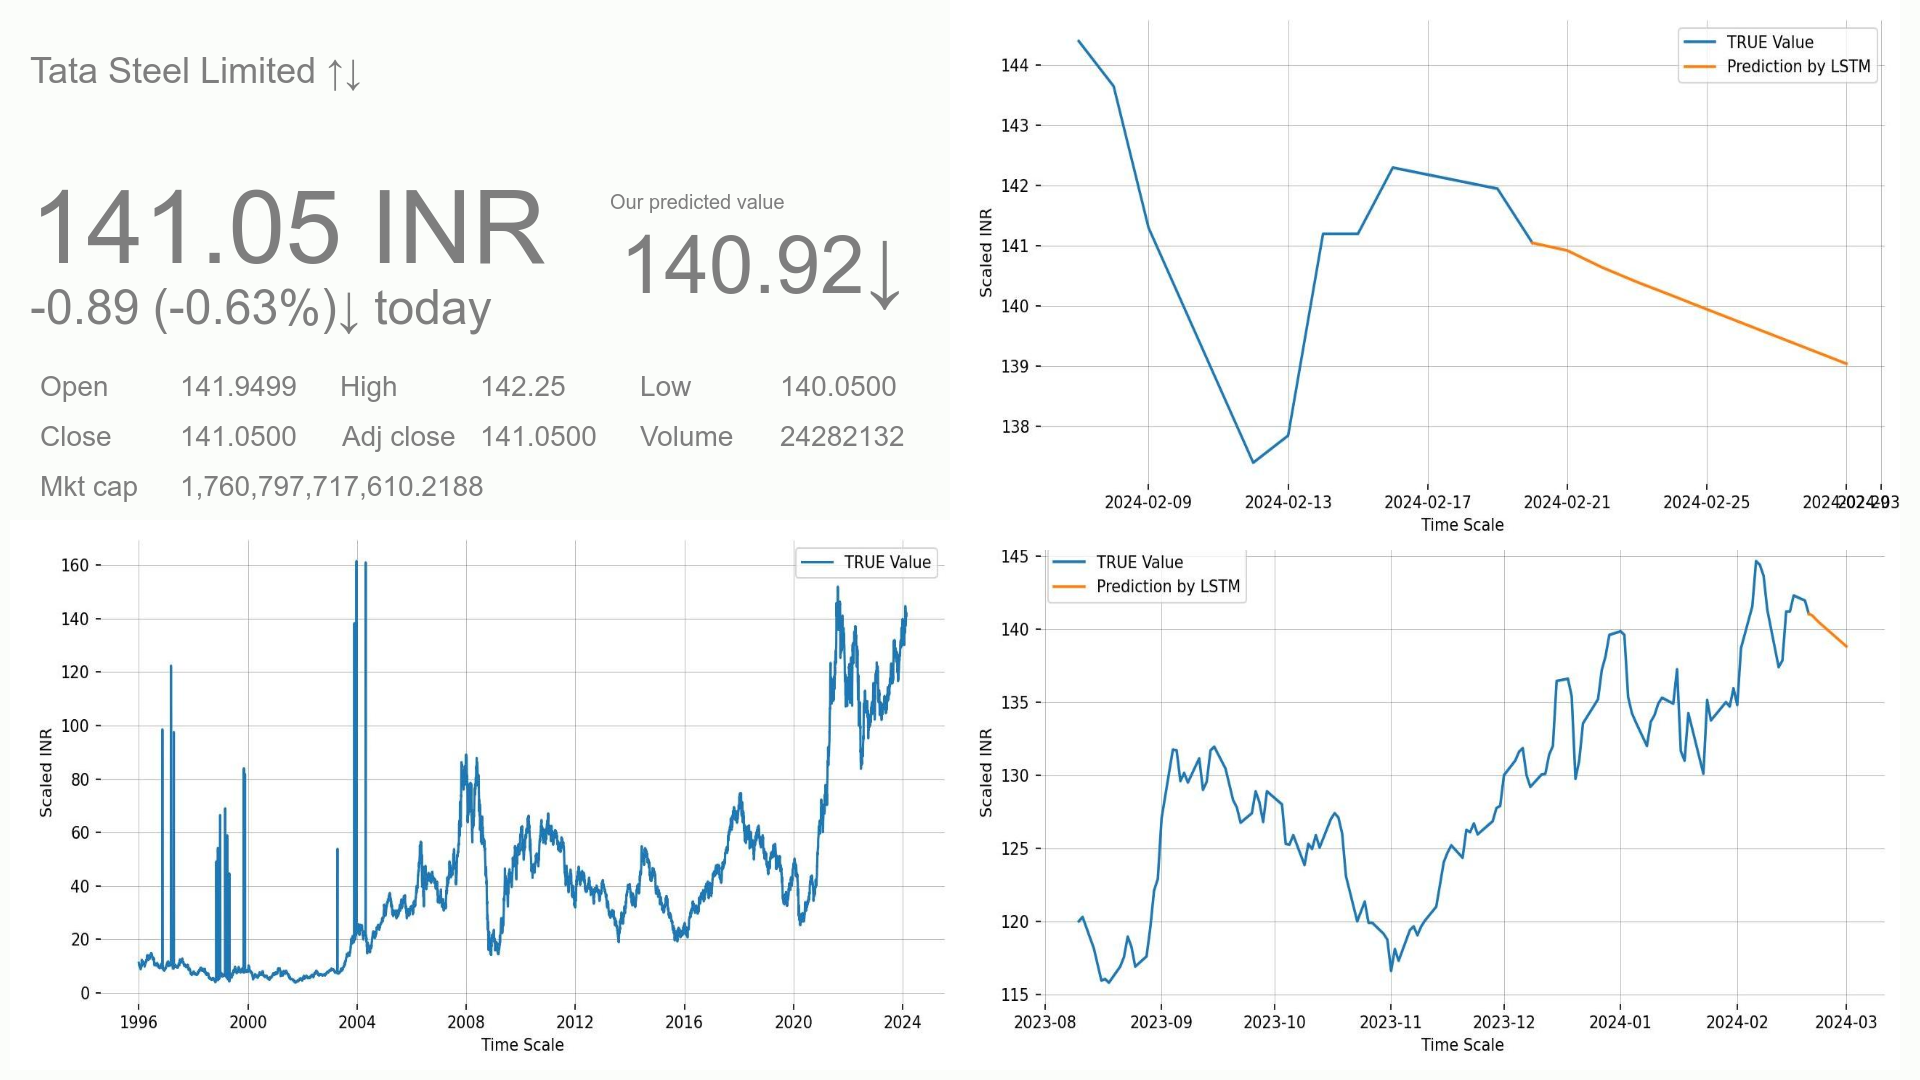 Tata Steel Limited ↑↓
141.05 INR
-0.89 (-0.63%)↓ today
Our predicted value
140.92↓
Open 141.9499 High 142.25 Low 140.0500
Close 141.0500 Adj close 141.0500 Volume 24282132
Mkt cap 1,760,797,717,610.2188
TRUE Value
Prediction by LSTM
144
143
142
141
140
139
138
Scaled INR
2024-02-09 2024-02-13 2024-02-17 2024-02-21 2024-02-25
Time Scale
TRUE Value
160
140
120
100
80
60
40
20
0
Scaled INR
1996 2000 2004 2008 2012 2016 2020 2024
Time Scale
TRUE Value
Prediction by LSTM
145
140
135
130
125
120
115
Scaled INR
2023-08 2023-09 2023-10 2023-11 2023-12 2024-01 2024-02 2024-03
Time Scale